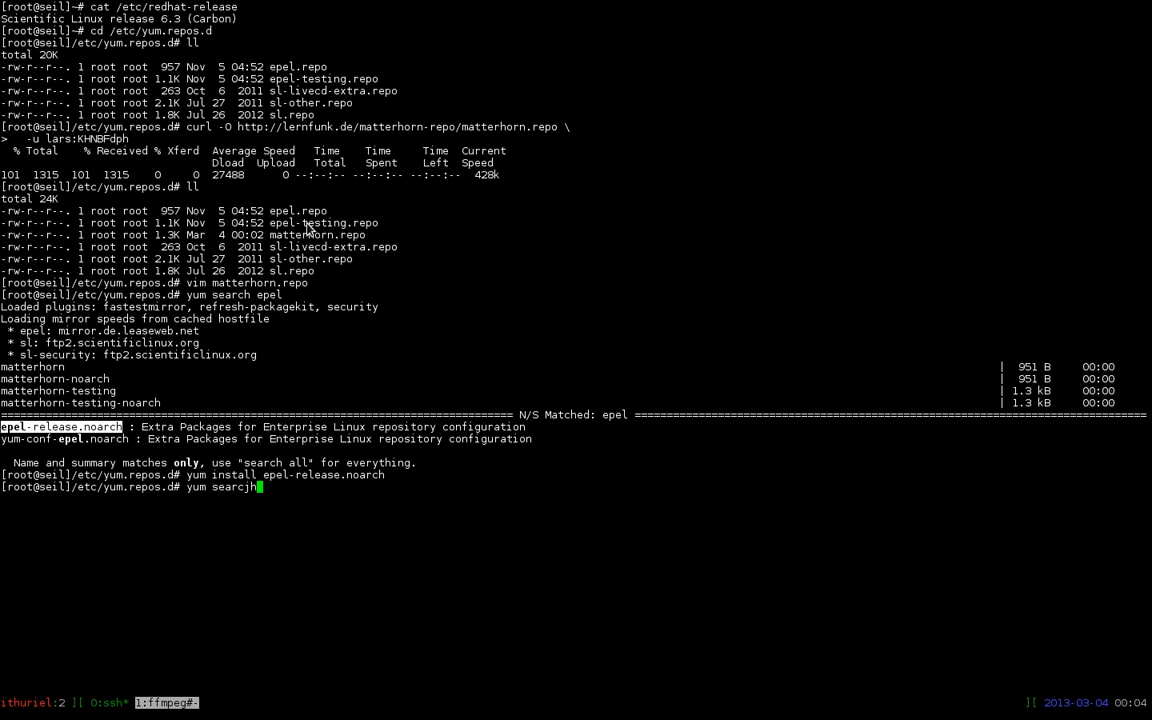 [root@seil]~# cat /etc/redhat-release
Scientific Linux release 6.3 (Carbon)
[root@seil]~# cd /etc/yum.repos.d
[root@seil]/etc/yum.repos.d# ll
total 20K
-rw-r--r--. 1 root root  957 Nov  5 04:52 epel.repo
-rw-r--r--. 1 root root 1.1K Nov  5 04:52 epel-testing.repo
-rw-r--r--. 1 root root  263 Oct  6  2011 sl-livecd-extra.repo
-rw-r--r--. 1 root root 2.1K Jul 27  2011 sl-other.repo
-rw-r--r--. 1 root root 1.8K Jul 26  2012 sl.repo
[root@seil]/etc/yum.repos.d# curl -O http://lernfunk.de/matterhorn-repo/matterhorn.repo \
>   -u lars:KHNBFdph
  % Total    % Received % Xferd  Average Speed   Time    Time     Time  Current
                                 Dload  Upload   Total   Spent    Left  Speed
101  1315  101  1315    0     0  27488      0 --:--:-- --:--:-- --:--:--  428k
[root@seil]/etc/yum.repos.d# ll
total 24K
-rw-r--r--. 1 root root  957 Nov  5 04:52 epel.repo
-rw-r--r--. 1 root root 1.1K Nov  5 04:52 epel-testing.repo
-rw-r--r--. 1 root root 1.3K Mar  4 00:02 matterhorn.repo
-rw-r--r--. 1 root root  263 Oct  6  2011 sl-livecd-extra.repo
-rw-r--r--. 1 root root 2.1K Jul 27  2011 sl-other.repo
-rw-r--r--. 1 root root 1.8K Jul 26  2012 sl.repo
[root@seil]/etc/yum.repos.d# vim matterhorn.repo
[root@seil]/etc/yum.repos.d# yum search epel
Loaded plugins: fastestmirror, refresh-packagekit, security
Loading mirror speeds from cached hostfile
 * epel: mirror.de.leaseweb.net
 * sl: ftp2.scientificlinux.org
 * sl-security: ftp2.scientificlinux.org
matterhorn | 951 B 00:00
matterhorn-noarch | 951 B 00:00
matterhorn-testing | 1.3 kB 00:00
matterhorn-testing-noarch | 1.3 kB 00:00
================================================================================ N/S Matched: epel ================================================================================
epel-release.noarch : Extra Packages for Enterprise Linux repository configuration
yum-conf-epel.noarch : Extra Packages for Enterprise Linux repository configuration
  Name and summary matches only, use "search all" for everything.
[root@seil]/etc/yum.repos.d# yum install epel-release.noarch
[root@seil]/etc/yum.repos.d# yum searcjh
ithuriel:2 ][ 0:ssh* 1:ffmpeg#- ][ 2013-03-04 00:04